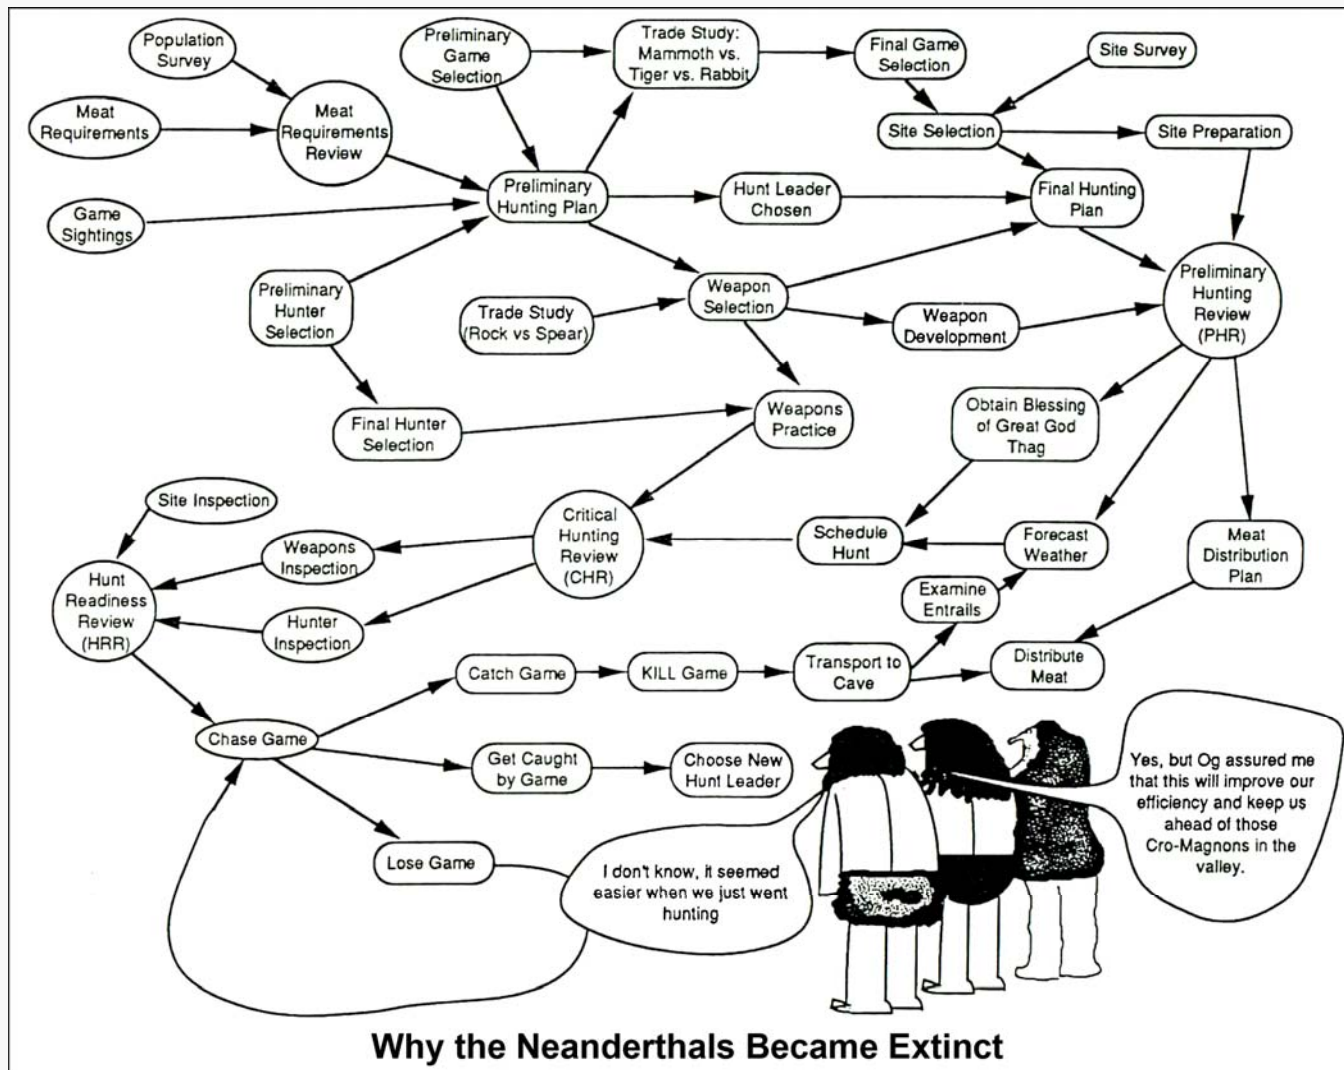 Population
Survey
Preliminary
Game
Selection
Trade Study:
Mammoth vs.
Tiger vs. Rabbit
Final Game
Selection
Site Survey
Meat
Requirements
Meat
Requirements
Review
Site Selection
Site Preparation
Game
Sightings
Preliminary
Hunting Plan
Hunt Leader
Chosen
Final Hunting
Plan
Preliminary
Hunter
Selection
Trade Study
(Rock vs Spear)
Weapon
Selection
Weapon
Development
Preliminary
Hunting
Review
(PHR)
Final Hunter
Selection
Weapons
Practice
Obtain Blessing
of Great God
Thag
Site Inspection
Weapons
Inspection
Critical
Hunting
Review
(CHR)
Schedule
Hunt
Forecast
Weather
Meat
Distribution
Plan
Hunt
Readiness
Review
(HRR)
Hunter
Inspection
Examine
Entrails
Catch Game
KILL Game
Transport to
Cave
Distribute
Meat
Chase Game
Get Caught
by Game
Choose New
Hunt Leader
Lose Game
I don't know, it seemed
easier when we just went
hunting
Yes, but Og assured me
that this will improve our
efficiency and keep us
ahead of those
Cro-Magnons in the
valley.
Why the Neanderthals Became Extinct